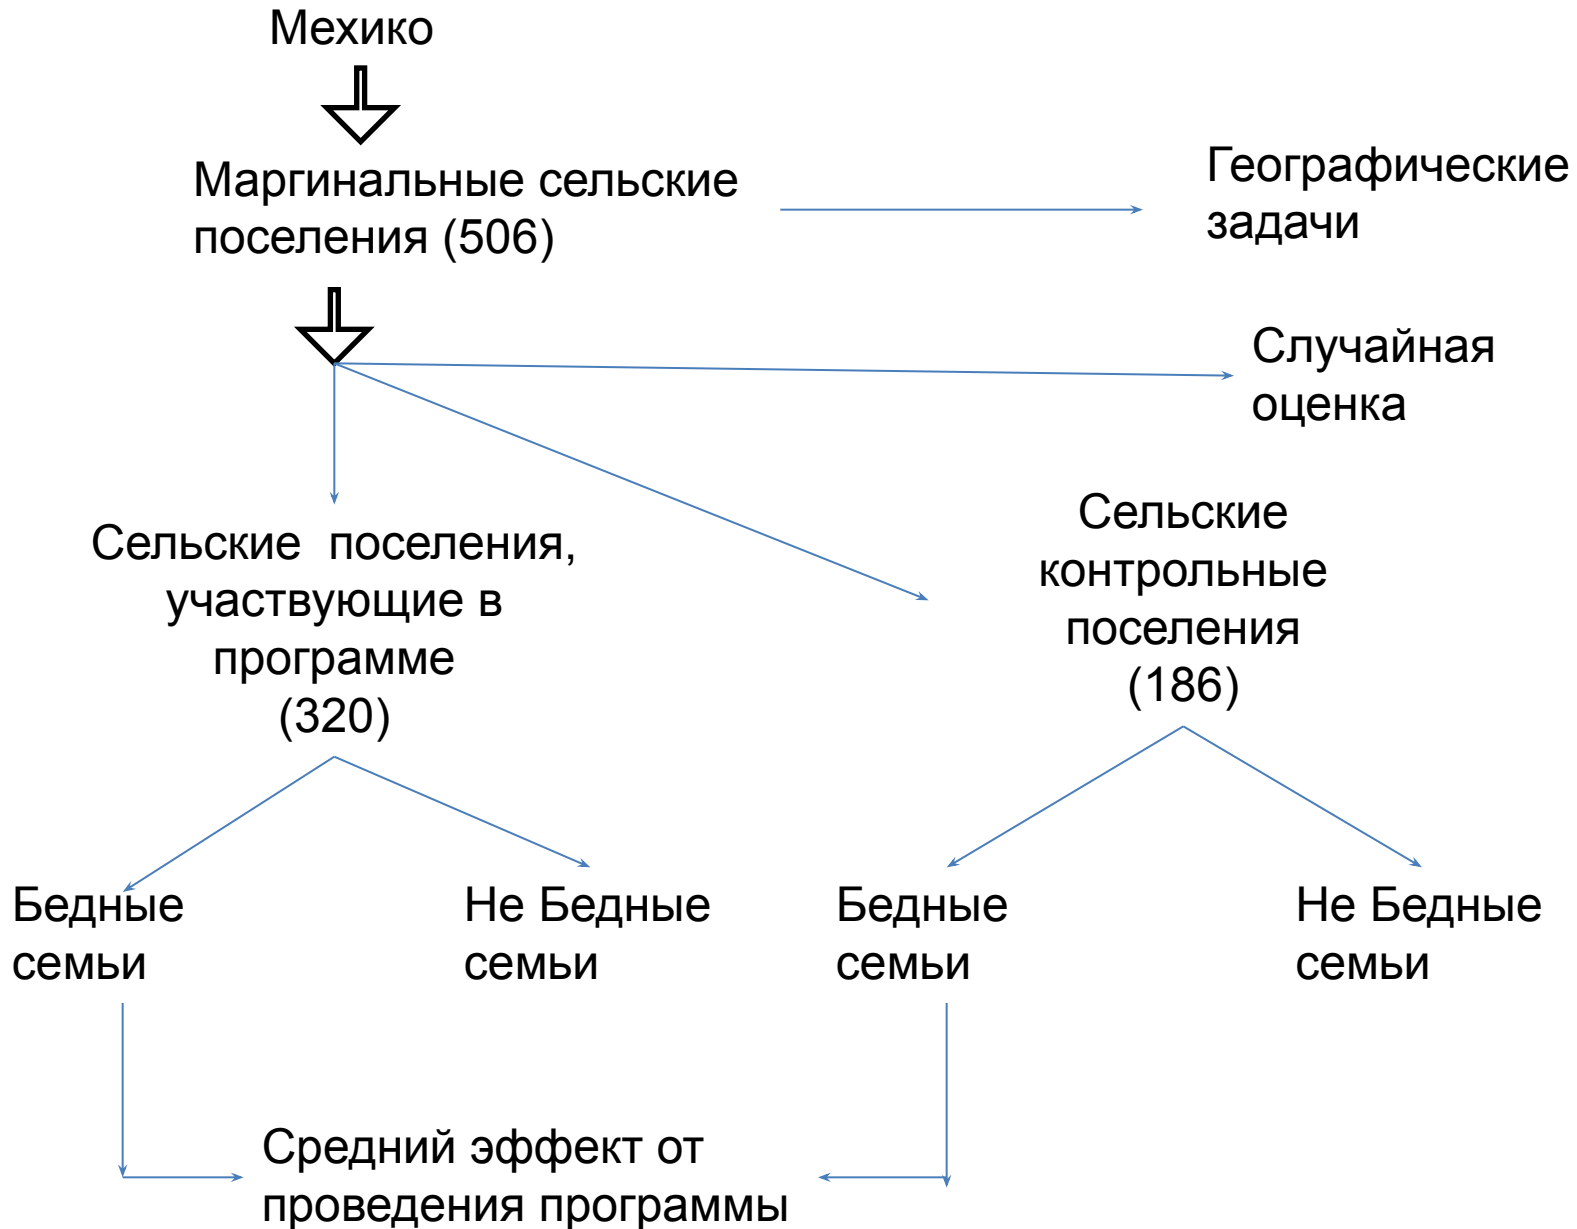 Мехико
Маргинальные сельские
поселения (506)
Географические
задачи
Случайная
оценка
Сельские  поселения,
участвующие в
программе
(320)
Сельские
контрольные
поселения
(186)
Бедные
семьи
Не Бедные
семьи
Бедные
семьи
Не Бедные
семьи
Средний эффект от
проведения программы